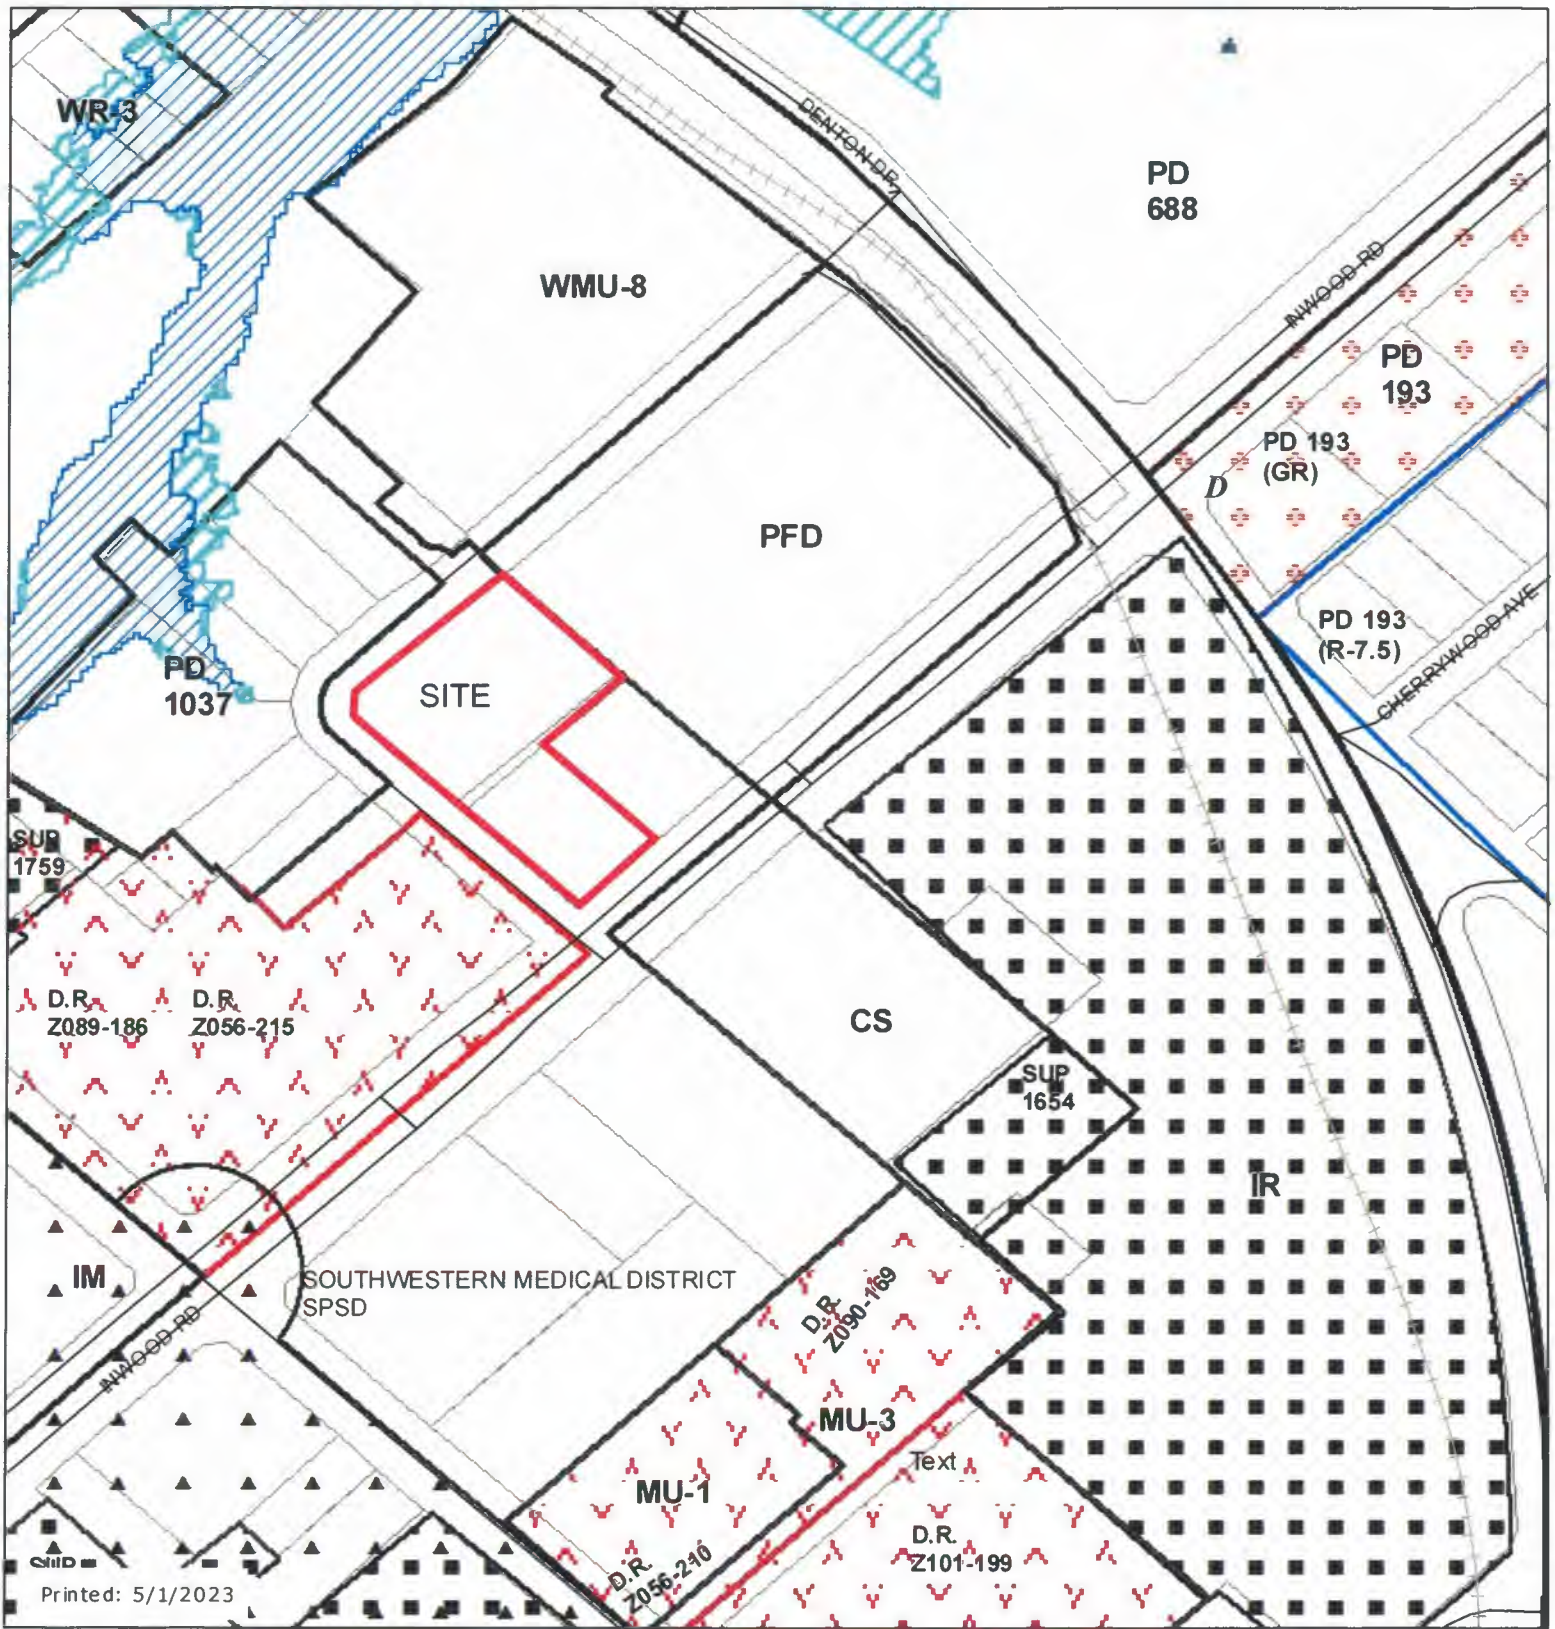 WR-3
DENTON DR
PD
688
WMU-8
INWOOD RD
PD
193
PD 193
(GR)
D
PFD
PD 193
(R-7.5)
CHERRYWOOD AVE
PD
1037
SITE
SUP
1759
D.R.
Z089-186
D.R.
Z056-215
CS
SUP
1654
IR
IM
SOUTHWESTERN MEDICAL DISTRICT
SPSD
INWOOD RD
D.R.
Z090-169
MU-3
Text
MU-1
D.R.
Z101-199
D.R.
Z056-210
Printed: 5/1/2023